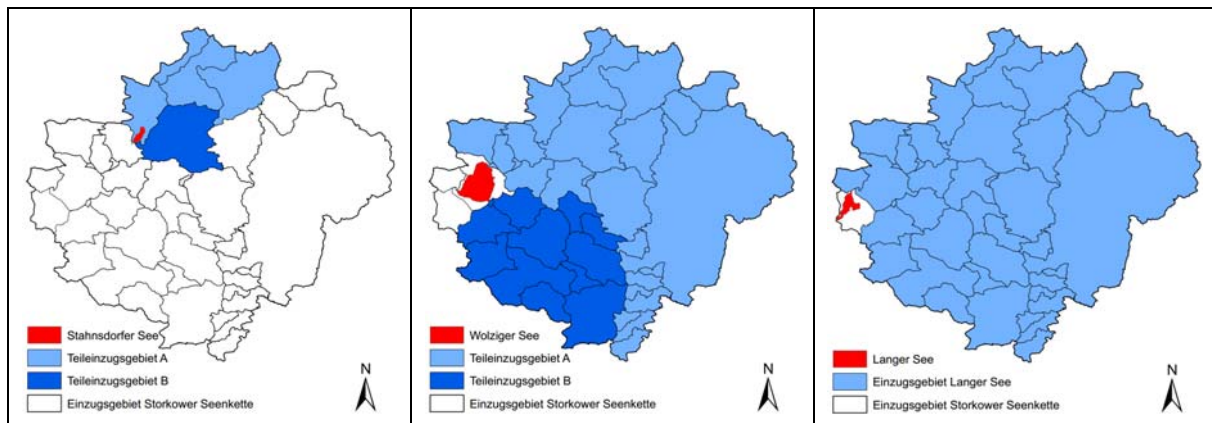 Stahnsdorfer See
Teileinzugsgebiet A
Teileinzugsgebiet B
Einzugsgebiet Storkower Seenkette
N
Wolziger See
Teileinzugsgebiet A
Teileinzugsgebiet B
Einzugsgebiet Storkower Seenkette
N
Langer See
Einzugsgebiet Langer See
Einzugsgebiet Storkower Seenkette
N